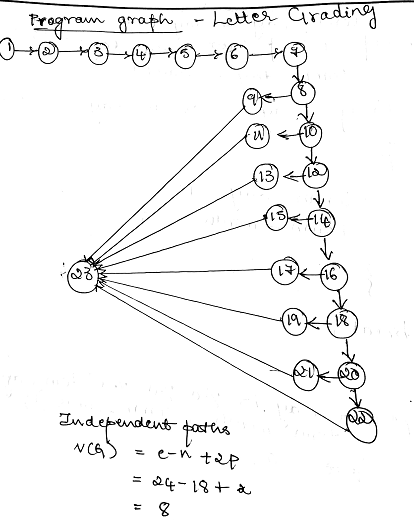 Program graph - Letter Grading
1 2 3 4 5 6 7
9 8
11 10
13 12
15 14
23 17 16
19 18
21 20
22
Independent paths
V(G) = e-n+2p
= 24-18+2
= 8